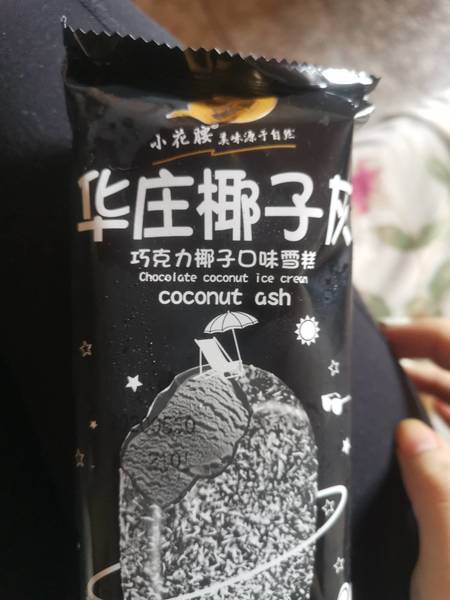 小花腰 美味源于自然
华庄椰子灰
巧克力椰子口味雪糕
Chocolate coconut ice cream
coconut ash